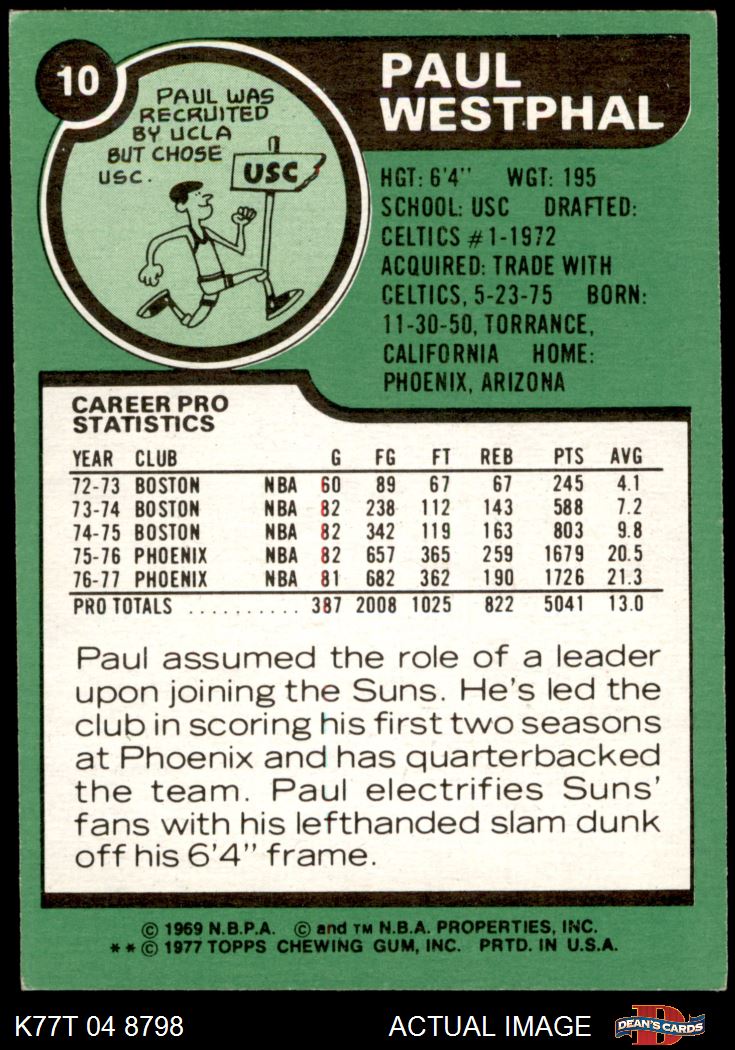 10
PAUL WAS
RECRUITED
BY UCLA
BUT CHOSE
USC.
USC
PAUL
WESTPHAL
HGT: 6'4" WGT: 195
SCHOOL: USC DRAFTED:
CELTICS #1-1972
ACQUIRED: TRADE WITH
CELTICS, 5-23-75 BORN:
11-30-50, TORRANCE,
CALIFORNIA HOME:
PHOENIX, ARIZONA
CAREER PRO
STATISTICS
YEAR CLUB G FG FT REB PTS AVG
72-73 BOSTON NBA 60 89 67 67 245 4.1
73-74 BOSTON NBA 82 238 112 143 588 7.2
74-75 BOSTON NBA 82 342 119 163 803 9.8
75-76 PHOENIX NBA 82 657 365 259 1679 20.5
76-77 PHOENIX NBA 81 682 362 190 1726 21.3
PRO TOTALS .......... 387 2008 1025 822 5041 13.0
Paul assumed the role of a leader
upon joining the Suns. He's led the
club in scoring his first two seasons
at Phoenix and has quarterbacked
the team. Paul electrifies Suns'
fans with his lefthanded slam dunk
off his 6'4" frame.
© 1969 N.B.P.A. © and TM N.B.A. PROPERTIES, INC.
** © 1977 TOPPS CHEWING GUM, INC. PRTD. IN U.S.A.
K77T 04 8798 ACTUAL IMAGE
D
DEAN'S CARDS